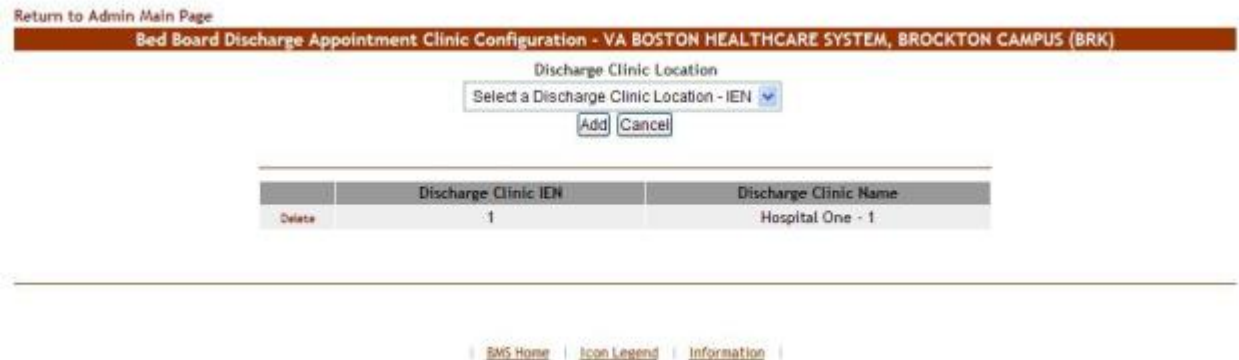 Return to Admin Main Page
Bed Board Discharge Appointment Clinic Configuration - VA BOSTON HEALTHCARE SYSTEM, BROCKTON CAMPUS (BRK)
Discharge Clinic Location
Select a Discharge Clinic Location - IEN
Add Cancel
Discharge Clinic IEN Discharge Clinic Name
Delete 1 Hospital One - 1
| BMS Home | Icon Legend | Information |